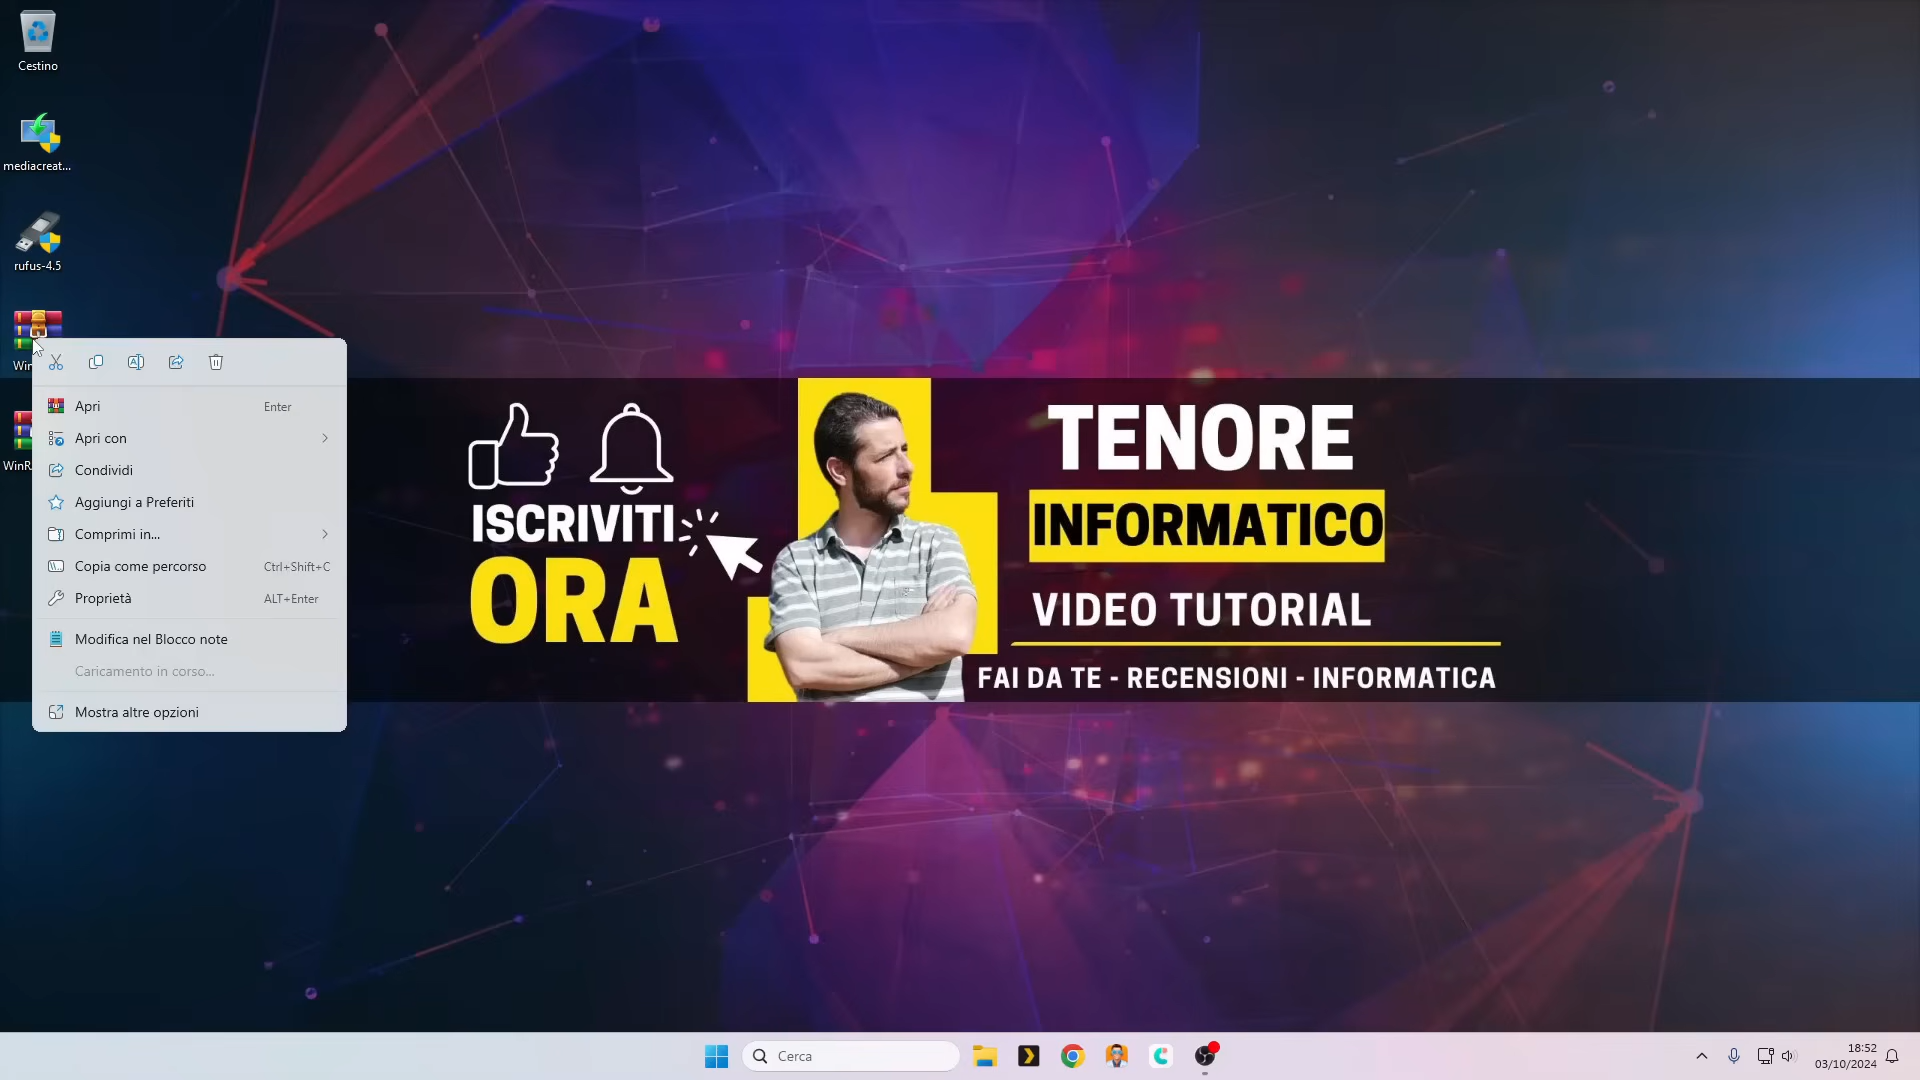 Cestino
mediacreat...
rufus-4.5
Win
WinR
Apri Enter
Apri con
Condividi
Aggiungi a Preferiti
Comprimi in...
Copia come percorso Ctrl+Shift+C
Proprietà ALT+Enter
Modifica nel Blocco note
Caricamento in corso...
Mostra altre opzioni
ISCRIVITI
ORA
TENORE
INFORMATICO
VIDEO TUTORIAL
FAI DA TE - RECENSIONI - INFORMATICA
Cerca
18:52
03/10/2024